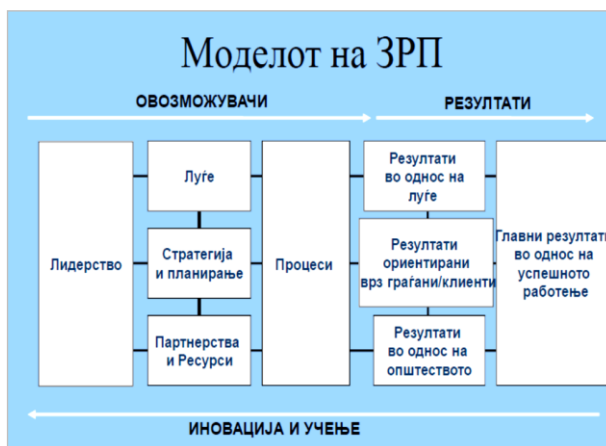 Моделот на ЗРП
ОВОЗМОЖУВАЧИ
РЕЗУЛТАТИ
Лидерство
Луѓе
Стратегија
и планирање
Партнерства
и Ресурси
Процеси
Резултати
во однос на
луѓе
Резултати
ориентирани
врз граѓани/клиенти
Резултати
во однос на
општеството
Главни резултати
во однос на
успешното
работење
ИНОВАЦИЈА И УЧЕЊЕ